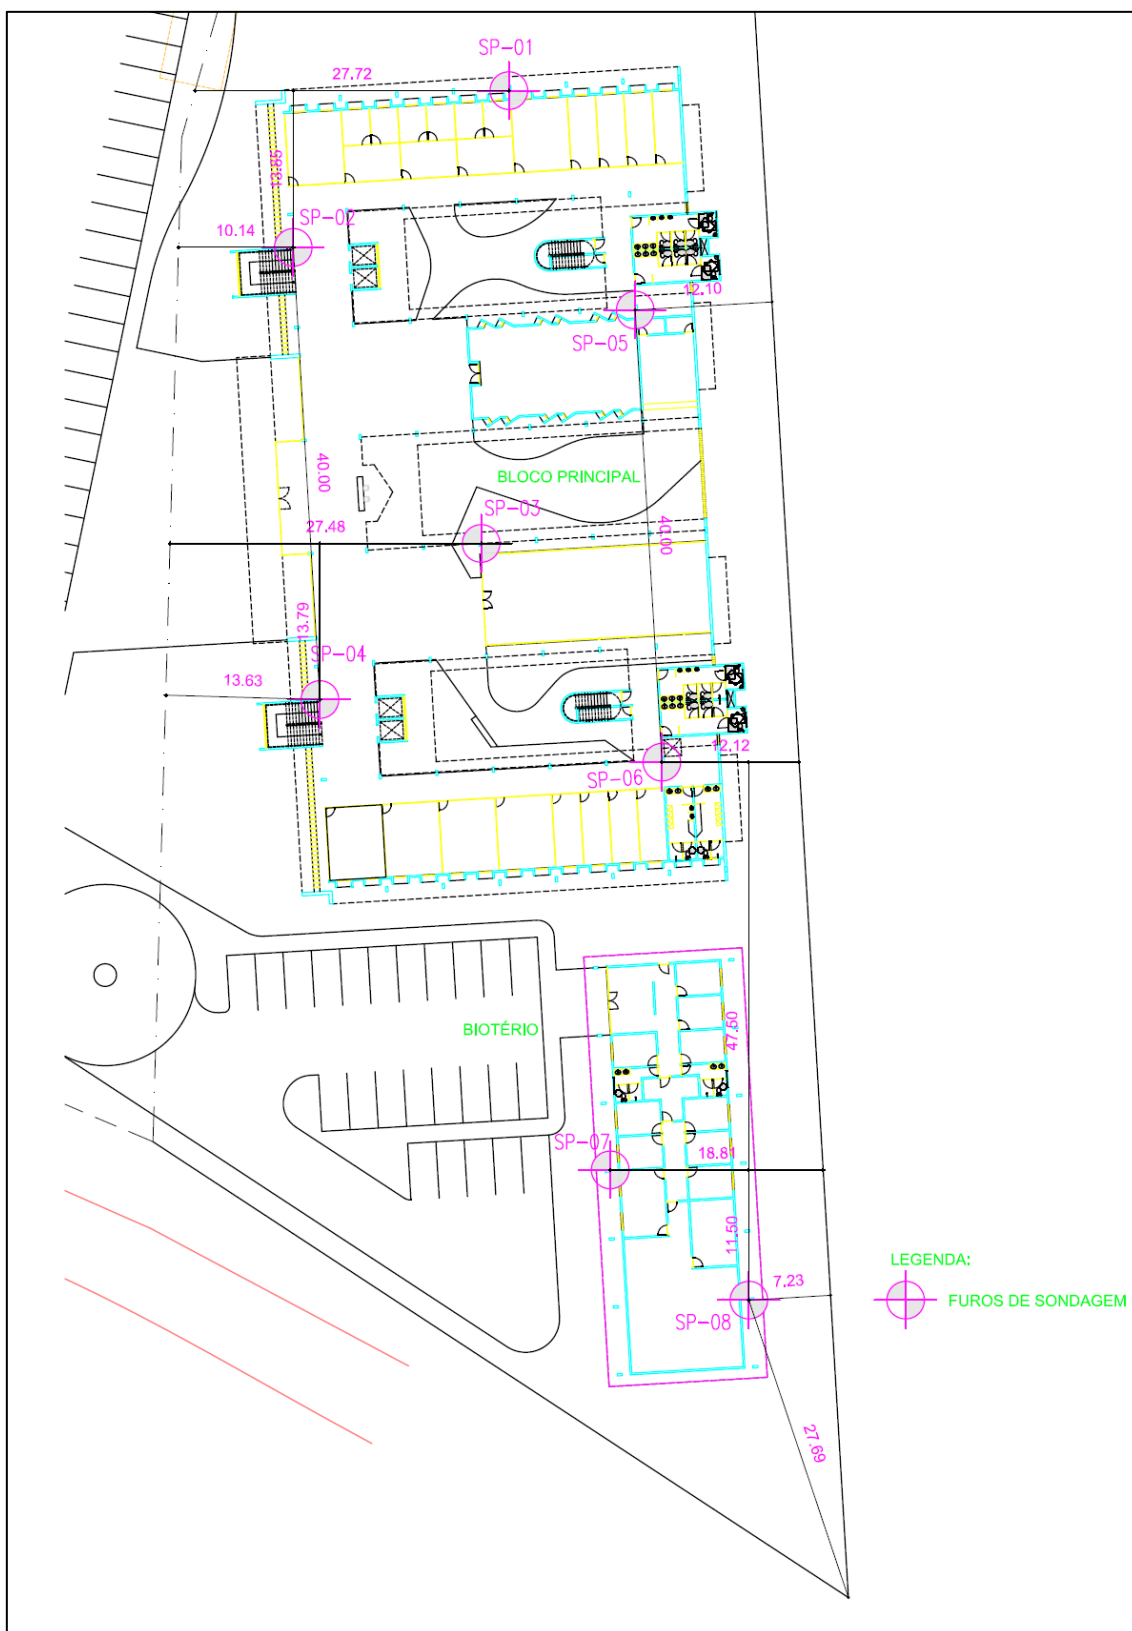 SP-01
27.72
13.85
SP-02
10.14
12.10
SP-05
BLOCO PRINCIPAL
40.00
SP-03
27.48
40.00
13.79
SP-04
13.63
12.12
SP-06
47.50
BIOTÉRIO
SP-07
18.81
11.50
LEGENDA:
7.23
FUROS DE SONDAGEM
SP-08
27.69